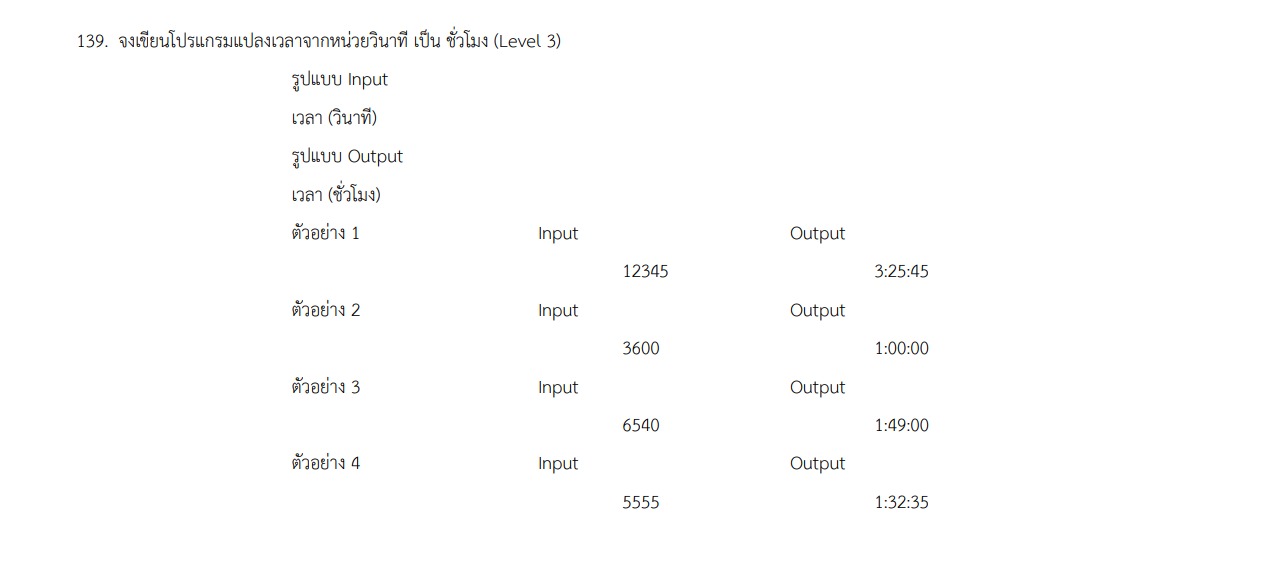 139. จงเขียนโปรแกรมแปลงเวลาจากหน่วยวินาที เป็น ชั่วโมง (Level 3)
รูปแบบ Input
เวลา (วินาที)
รูปแบบ Output
เวลา (ชั่วโมง)
ตัวอย่าง 1 Input Output
12345 3:25:45
ตัวอย่าง 2 Input Output
3600 1:00:00
ตัวอย่าง 3 Input Output
6540 1:49:00
ตัวอย่าง 4 Input Output
5555 1:32:35